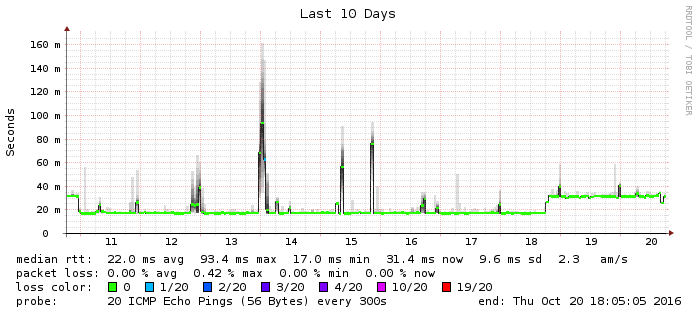 Last 10 Days
RRDTOOL / TOBI OETIKER
Seconds
160 m
140 m
120 m
100 m
80 m
60 m
40 m
20 m
0
11 12 13 14 15 16 17 18 19 20
median rtt: 22.0 ms avg 93.4 ms max 17.0 ms min 31.4 ms now 9.6 ms sd 2.3 am/s
packet loss: 0.00 % avg 0.42 % max 0.00 % min 0.00 % now
loss color: 0 1/20 2/20 3/20 4/20 10/20 19/20
probe: 20 ICMP Echo Pings (56 Bytes) every 300s end: Thu Oct 20 18:05:05 2016